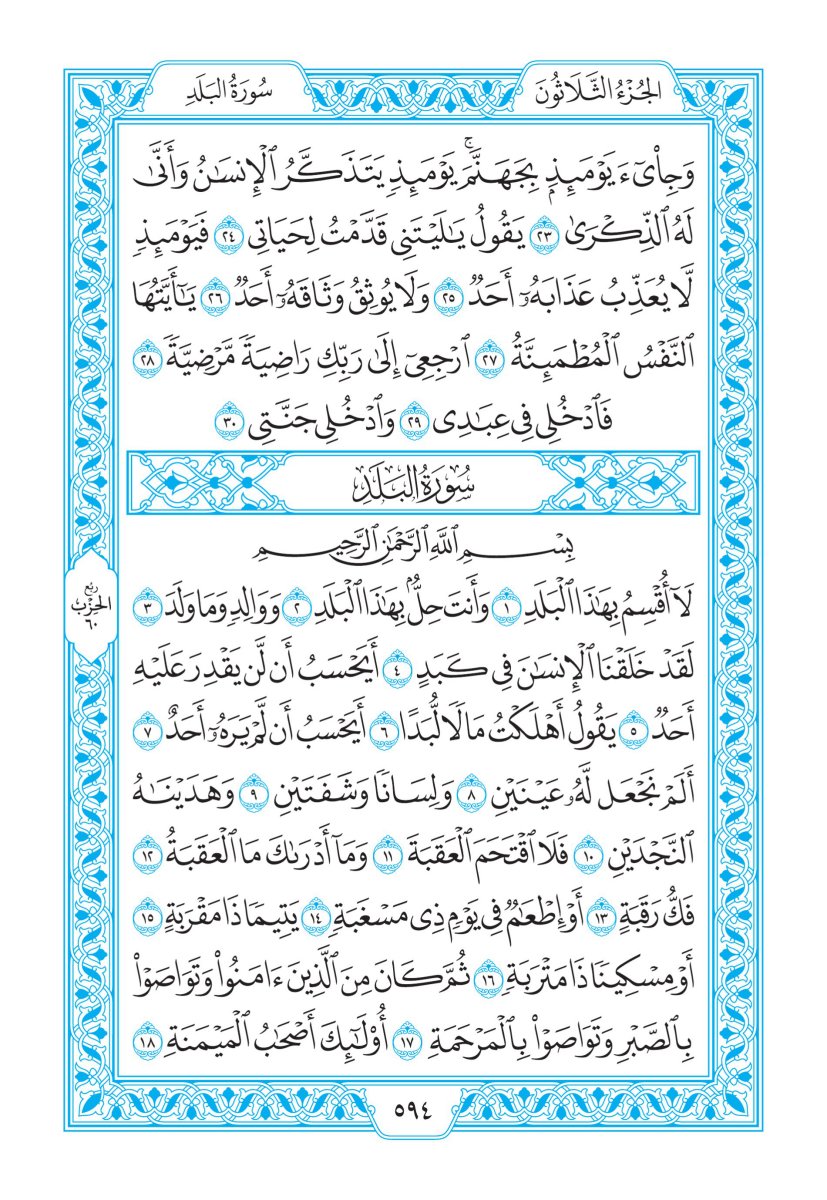 الجُزْءُ الثَّلَاثُونَ
سُورَةُ البَلَدِ
وَجِاْىٓءَ يَوْمَئِذِۭ بِجَهَنَّمَۚ يَوْمَئِذٖ يَتَذَكَّرُ ٱلْإِنسَٰنُ وَأَنَّىٰ
لَهُ ٱلذِّكْرَىٰ ٢٣ يَقُولُ يَٰلَيْتَنِى قَدَّمْتُ لِحَيَاتِى ٢٤ فَيَوْمَئِذٖ
لَّا يُعَذِّبُ عَذَابَهُۥٓ أَحَدٞ ٢٥ وَلَا يُوثِقُ وَثَاقَهُۥٓ أَحَدٞ ٢٦ يَٰٓأَيَّتُهَا
ٱلنَّفْسُ ٱلْمُطْمَئِنَّةُ ٢٧ ٱرْجِعِىٓ إِلَىٰ رَبِّكِ رَاضِيَةٗ مَّرْضِيَّةٗ ٢٨
فَٱدْخُلِى فِى عِبَٰدِى ٢٩ وَٱدْخُلِى جَنَّتِى ٣٠
سُورَةُ البَلَدِ
بِسْمِ ٱللَّهِ ٱلرَّحْمَٰنِ ٱلرَّحِيمِ
لَآ أُقْسِمُ بِهَٰذَا ٱلْبَلَدِ ١ وَأَنتَ حِلُّۢ بِهَٰذَا ٱلْبَلَدِ ٢ وَوَالِدٖ وَمَا وَلَدَ ٣
لَقَدْ خَلَقْنَا ٱلْإِنسَٰنَ فِى كَبَدٍ ٤ أَيَحْسَبُ أَن لَّن يَقْدِرَ عَلَيْهِ
أَحَدٞ ٥ يَقُولُ أَهْلَكْتُ مَالٗا لُّبَدًا ٦ أَيَحْسَبُ أَن لَّمْ يَرَهُۥٓ أَحَدٌ ٧
أَلَمْ نَجْعَل لَّهُۥ عَيْنَيْنِ ٨ وَلِسَانٗا وَشَفَتَيْنِ ٩ وَهَدَيْنَٰهُ
ٱلنَّجْدَيْنِ ١٠ فَلَا ٱقْتَحَمَ ٱلْعَقَبَةَ ١١ وَمَآ أَدْرَىٰكَ مَا ٱلْعَقَبَةُ ١٢
فَكُّ رَقَبَةٍ ١٣ أَوْ إِطْعَٰمٞ فِى يَوْمٖ ذِى مَسْغَبَةٖ ١٤ يَتِيمٗا ذَا مَقْرَبَةٍ ١٥
أَوْ مِسْكِينٗا ذَا مَتْرَبَةٖ ١٦ ثُمَّ كَانَ مِنَ ٱلَّذِينَ ءَامَنُوا۟ وَتَوَاصَوْا۟
بِٱلصَّبْرِ وَتَوَاصَوْا۟ بِٱلْمَرْحَمَةِ ١٧ أُو۟لَٰٓئِكَ أَصْحَٰبُ ٱلْمَيْمَنَةِ ١٨
رُبْعُ
الحِزْب
٦٠
٥٩٤